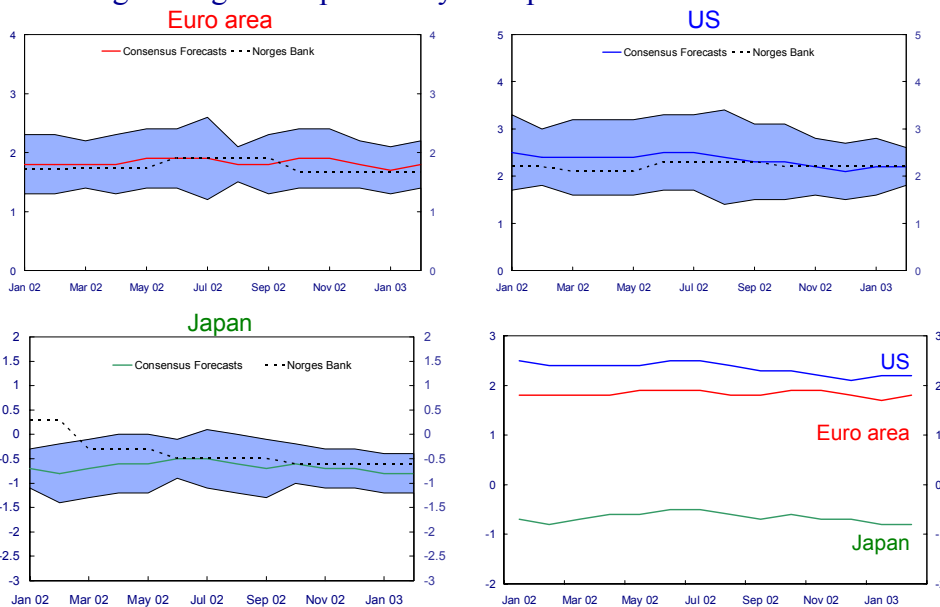 Euro area
US
4
4
Consensus Forecasts
Norges Bank
3
3
2
2
1
1
0
0
Jan 02
Mar 02
May 02
Jul 02
Sep 02
Nov 02
Jan 03
5
5
Consensus Forecasts
Norges Bank
4
4
3
3
2
2
1
1
0
0
Jan 02
Mar 02
May 02
Jul 02
Sep 02
Nov 02
Jan 03
Japan
2
2
1.5
1.5
Consensus Forecasts
Norges Bank
1
1
0.5
0.5
0
0
-0.5
-0.5
-1
-1
-1.5
-1.5
-2
-2
-2.5
-2.5
-3
-3
Jan 02
Mar 02
May 02
Jul 02
Sep 02
Nov 02
Jan 03
3
3
US
2
2
Euro area
1
1
0
0
-1
Japan
-2
Jan 02
Mar 02
May 02
Jul 02
Sep 02
Nov 02
Jan 03